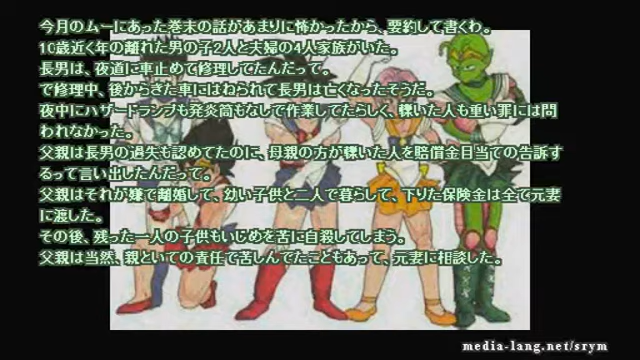 今月のムーにあった巻末の話があまりに怖かったから、要約して書くわ。
10歳近く年の離れた男の子2人と夫婦の4人家族がいた。
長男は、夜道に車止めて修理してたんだって。
で修理中、後からきた車にはねられて長男は亡くなったそうだ。
夜中にハザードランプも発炎筒もなしで作業してたらしく、轢いた人も重い罪には問
われなかった。
父親は長男の過失も認めてたのに、母親の方が轢いた人を賠償金目当ての告訴す
るって言い出したんだって。
父親はそれが嫌で離婚して、幼い子供と二人で暮らして、下りた保険金は全て元妻
に渡した。
その後、残った一人の子供もいじめを苦に自殺してしまう。
父親は当然、親といての責任で苦しんでたこともあって、元妻に相談した。
media-lang.net/srym